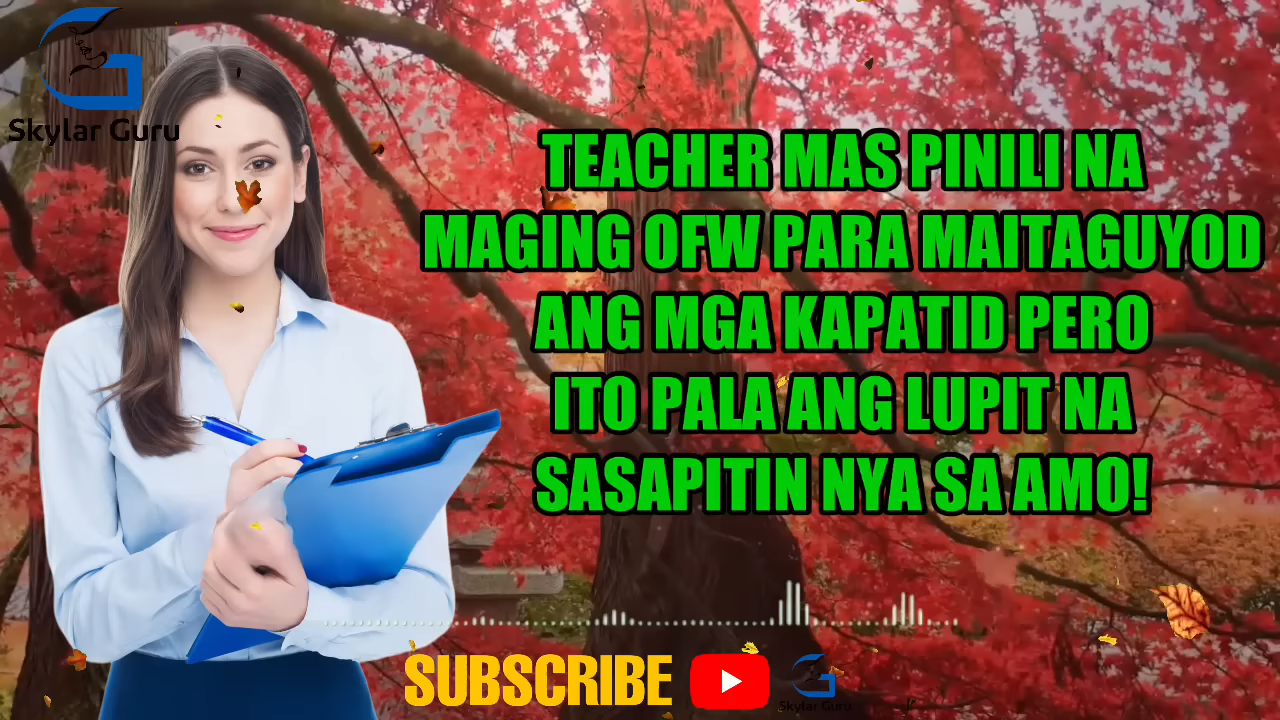 Skylar Guru
TEACHER MAS PINILI NA
MAGING OFW PARA MAITAGUYOD
ANG MGA KAPATID PERO
ITO PALA ANG LUPIT NA
SASAPITIN NYA SA AMO!
SUBSCRIBE
Skylar Guru